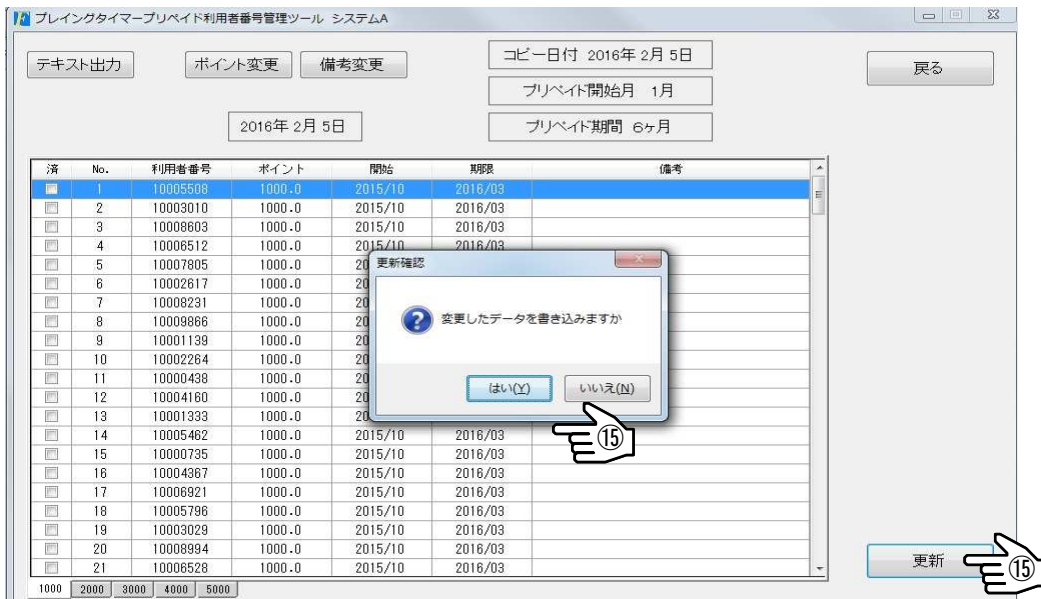 プレイングタイマープリペイド利用者番号管理ツール システムA
テキスト出力 ポイント変更 備考変更 コピー日付 2016年 2月 5日 戻る
プリペイド開始月 1月
2016年 2月 5日 プリペイド期間 6ヶ月
済 No. 利用者番号 ポイント 開始 期限 備考
1 10005508 1000.0 2015/10 2016/03
2 10003010 1000.0 2015/10 2016/03
3 10008603 1000.0 2015/10 2016/03
4 10006512 1000.0 2015/10 2016/03
5 10007805 1000.0 20
6 10002617 1000.0 20
7 10008231 1000.0 20
8 10009866 1000.0 20
9 10001139 1000.0 20
10 10002264 1000.0 20
11 10000438 1000.0 20
12 10004160 1000.0 20
13 10001333 1000.0 20
更新確認
変更したデータを書き込みますか
はい(Y) いいえ(N)
⑮
14 10005462 1000.0 2015/10 2016/03
15 10000735 1000.0 2015/10 2016/03
16 10004367 1000.0 2015/10 2016/03
17 10006921 1000.0 2015/10 2016/03
18 10005796 1000.0 2015/10 2016/03
19 10003029 1000.0 2015/10 2016/03
20 10008994 1000.0 2015/10 2016/03
21 10006528 1000.0 2015/10 2016/03
更新 ⑮
1000 2000 3000 4000 5000